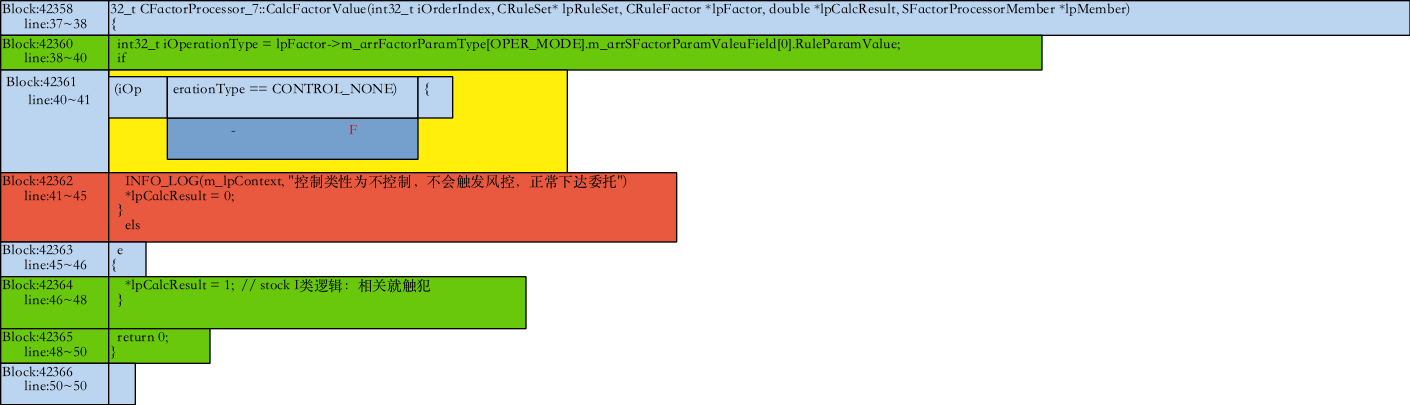 Block:42358 32_t CFactorProcessor_7::CalcFactorValue(int32_t iOrderIndex, CRuleSet* lpRuleSet, CRuleFactor *lpFactor, double *lpCalcResult, SFactorProcessorMember *lpMember)
line:37~38 {
Block:42360 int32_t iOperationType = lpFactor->m_arrFactorParamType[OPER_MODE].m_arrSFactorParamValeuField[0].RuleParamValue;
line:38~40 if
Block:42361 (iOp erationType == CONTROL_NONE) {
line:40~41
- F
Block:42362 INFO_LOG(m_lpContext, "控制类性为不控制，不会触发风控，正常下达委托")
line:41~45 *lpCalcResult = 0;
}
els
Block:42363 e
line:45~46 {
Block:42364 *lpCalcResult = 1; // stock I类逻辑：相关就触犯
line:46~48 }
Block:42365 return 0;
line:48~50 }
Block:42366
line:50~50